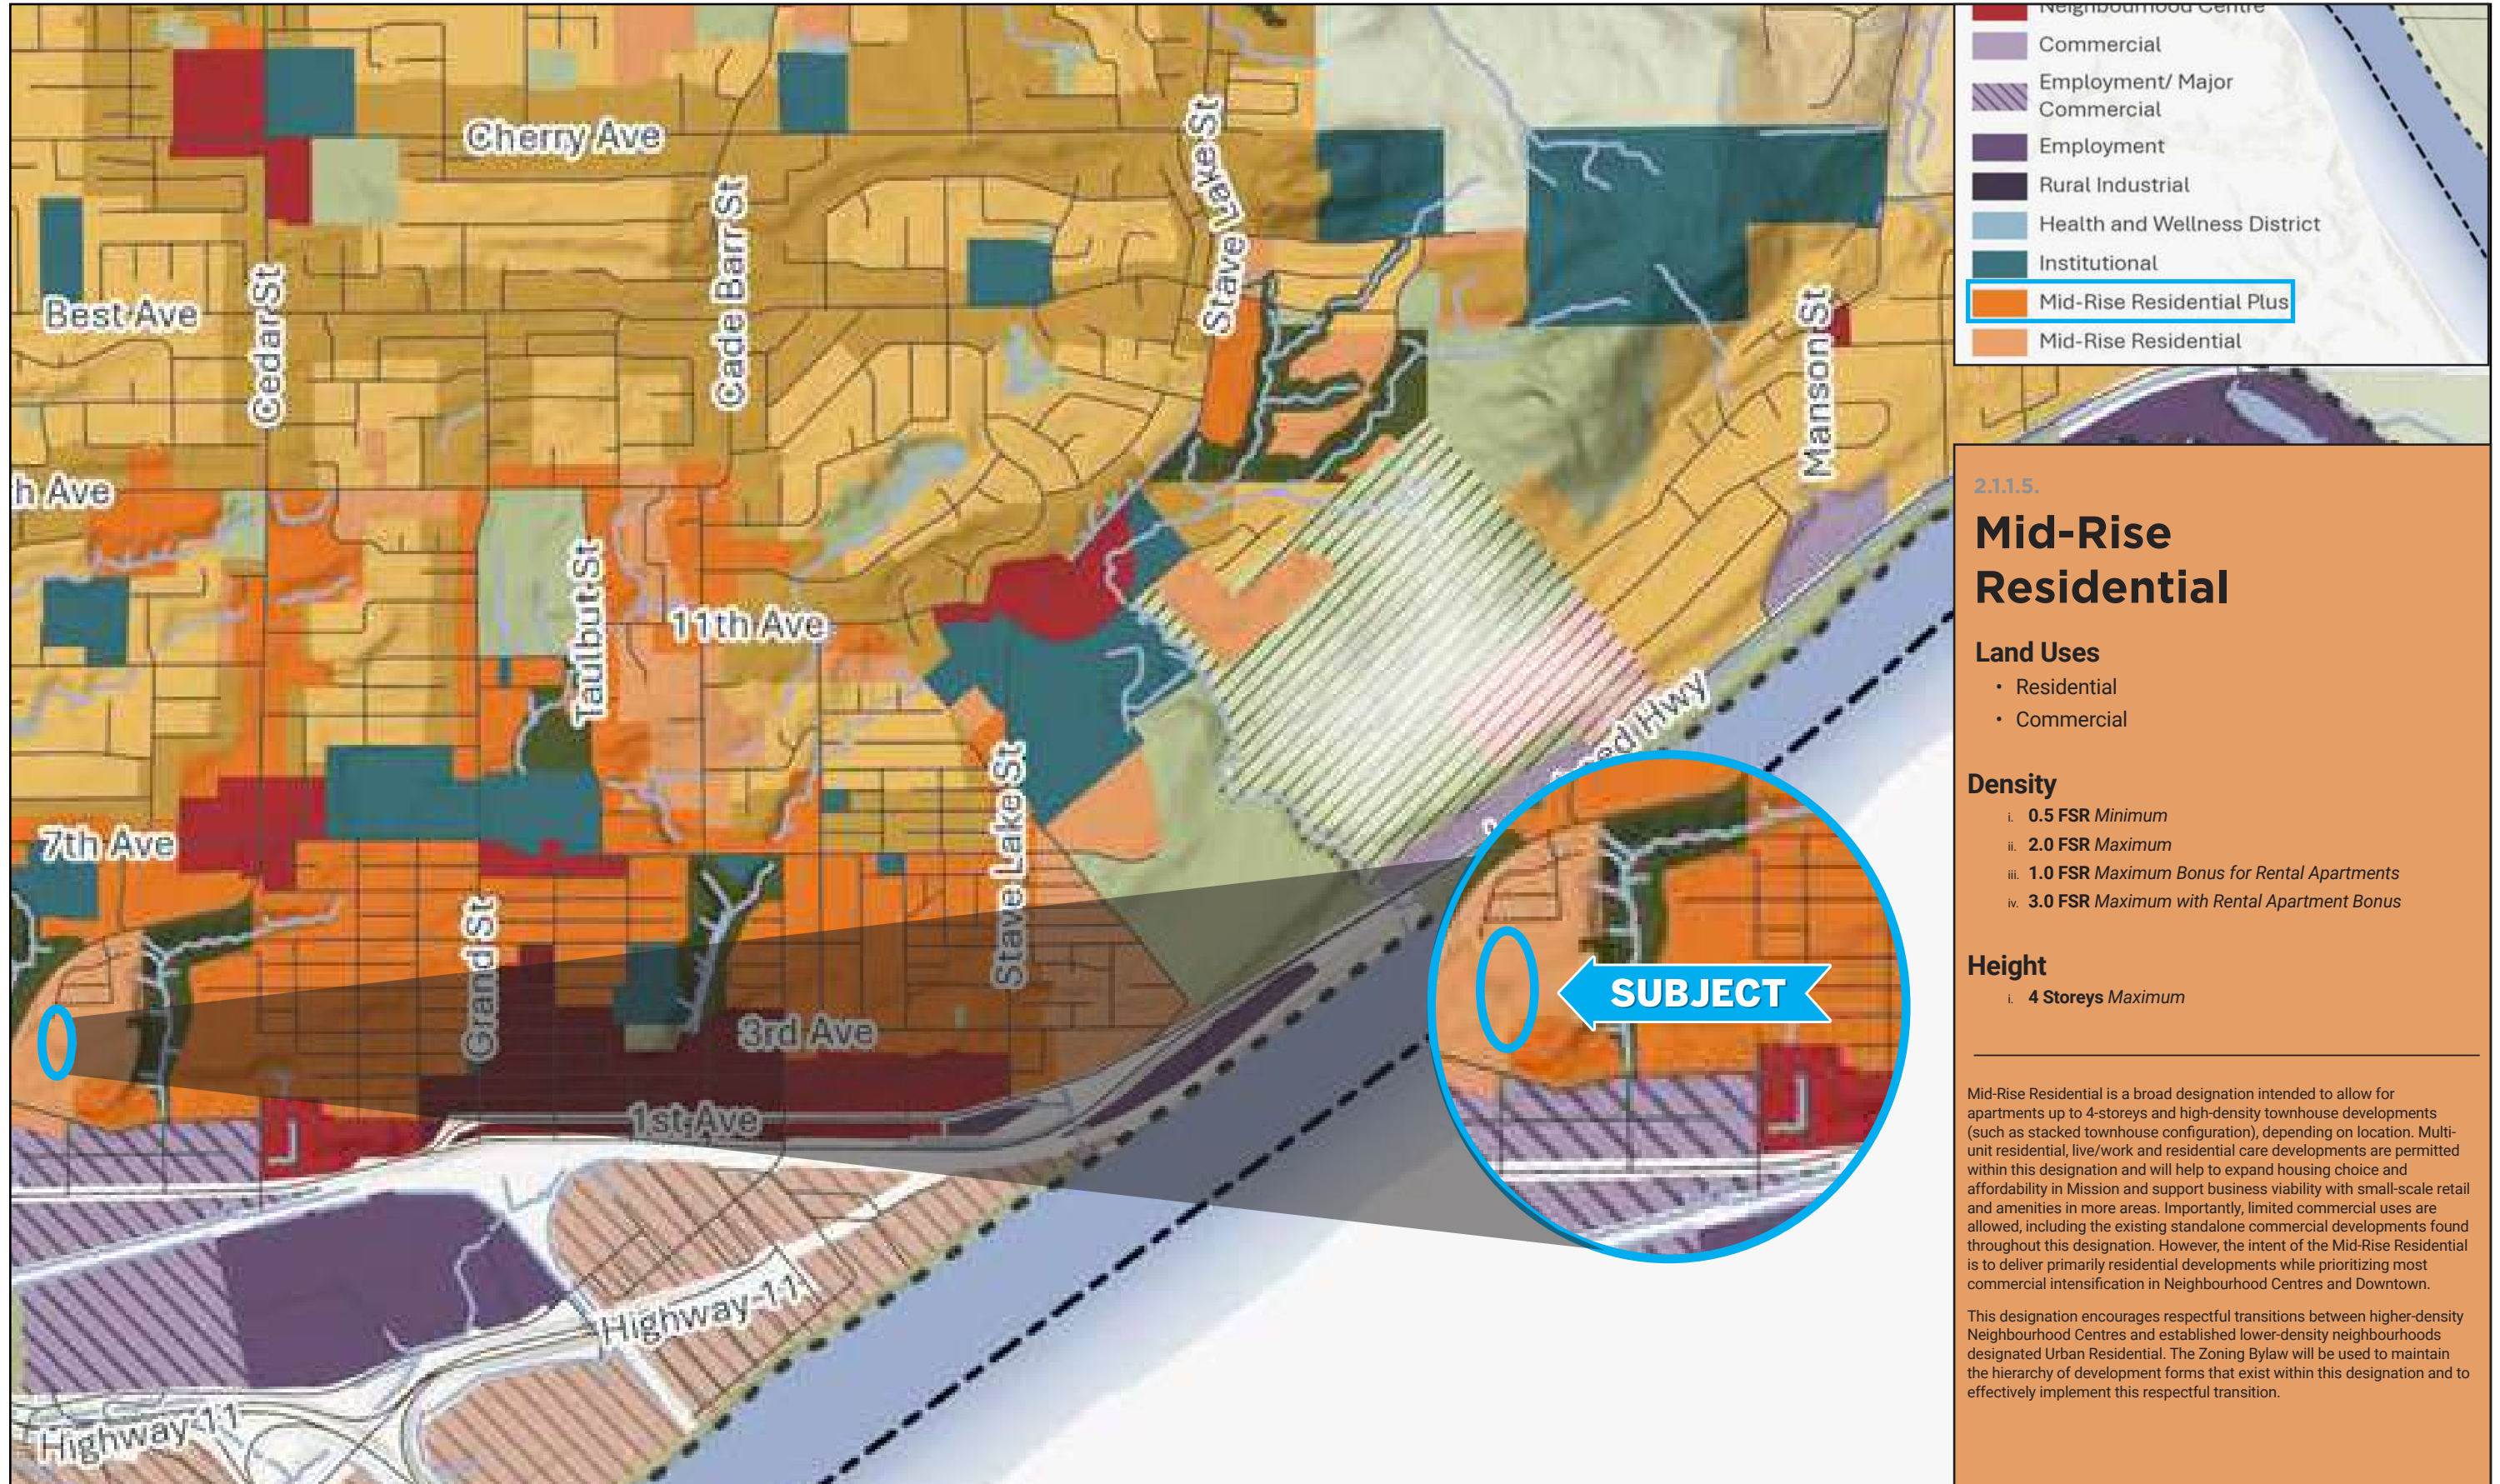 Cherry Ave
Stave Lake St
Cade Barr St
Cedar St
Best Ave
Manson St
h Ave
Taulbut St
11th Ave
ed Hwy
Stave Lake St
7th Ave
Grand St
3rd Ave
1st Ave
Highway 11
Highway 11
SUBJECT
Neighbourhood Centre
Commercial
Employment/ Major
Commercial
Employment
Rural Industrial
Health and Wellness District
Institutional
Mid-Rise Residential Plus
Mid-Rise Residential
2.1.1.5.
Mid-Rise
Residential
Land Uses
• Residential
• Commercial
Density
i. 0.5 FSR Minimum
ii. 2.0 FSR Maximum
iii. 1.0 FSR Maximum Bonus for Rental Apartments
iv. 3.0 FSR Maximum with Rental Apartment Bonus
Height
i. 4 Storeys Maximum
Mid-Rise Residential is a broad designation intended to allow for
apartments up to 4-storeys and high-density townhouse developments
(such as stacked townhouse configuration), depending on location. Multi-
unit residential, live/work and residential care developments are permitted
within this designation and will help to expand housing choice and
affordability in Mission and support business viability with small-scale retail
and amenities in more areas. Importantly, limited commercial uses are
allowed, including the existing standalone commercial developments found
throughout this designation. However, the intent of the Mid-Rise Residential
is to deliver primarily residential developments while prioritizing most
commercial intensification in Neighbourhood Centres and Downtown.
This designation encourages respectful transitions between higher-density
Neighbourhood Centres and established lower-density neighbourhoods
designated Urban Residential. The Zoning Bylaw will be used to maintain
the hierarchy of development forms that exist within this designation and to
effectively implement this respectful transition.